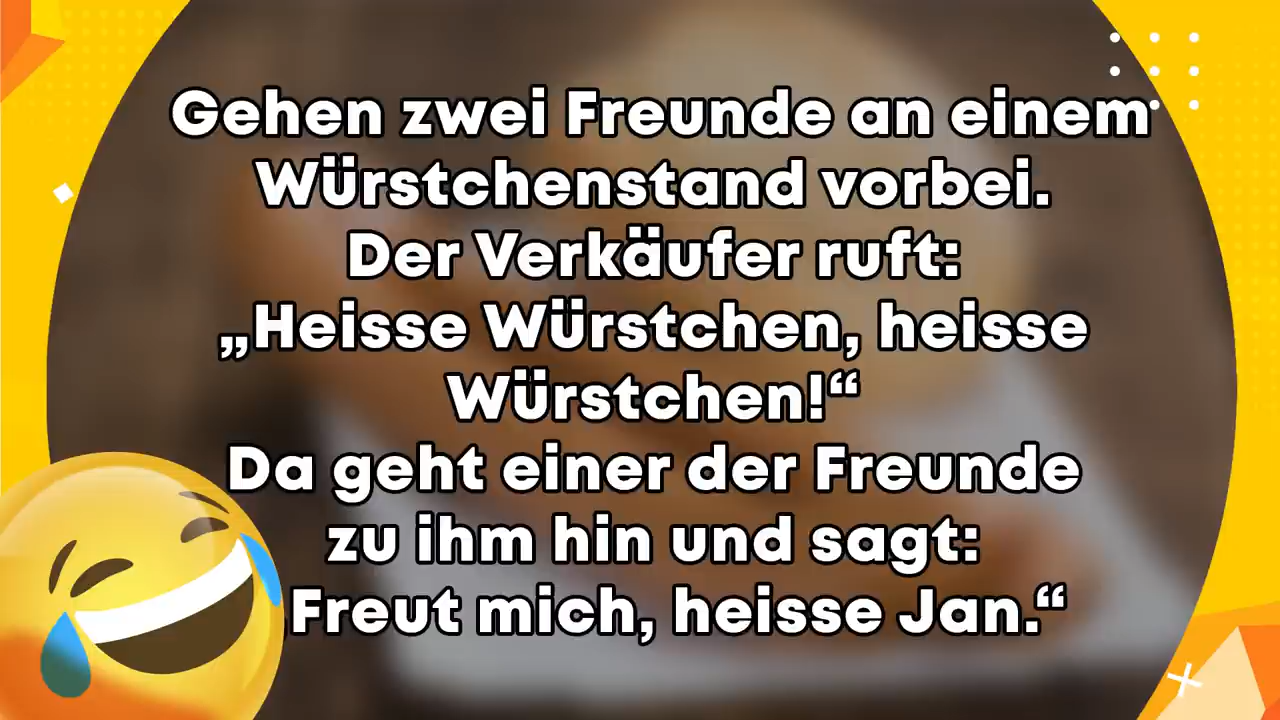 Gehen zwei Freunde an einem
Würstchenstand vorbei.
Der Verkäufer ruft:
„Heisse Würstchen, heisse
Würstchen!“
Da geht einer der Freunde
zu ihm hin und sagt:
Freut mich, heisse Jan.“